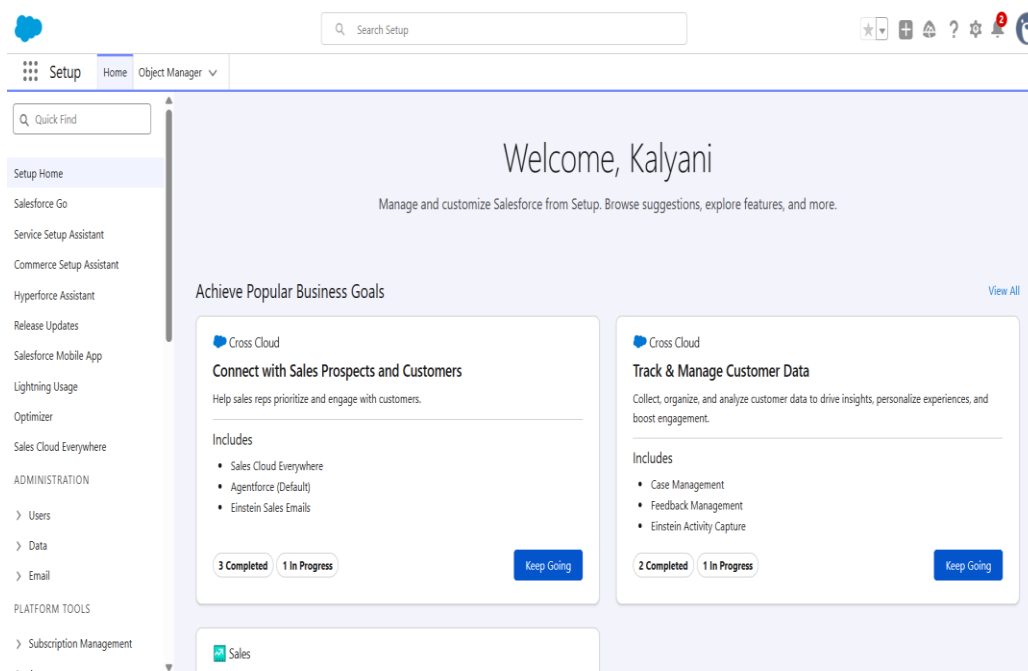 Search Setup
2
Setup
Home
Object Manager
Quick Find
Setup Home
Salesforce Go
Service Setup Assistant
Commerce Setup Assistant
Hyperforce Assistant
Release Updates
Salesforce Mobile App
Lightning Usage
Optimizer
Sales Cloud Everywhere
ADMINISTRATION
Users
Data
Email
PLATFORM TOOLS
Subscription Management
Welcome, Kalyani
Manage and customize Salesforce from Setup. Browse suggestions, explore features, and more.
Achieve Popular Business Goals
View All
Cross Cloud
Connect with Sales Prospects and Customers
Help sales reps prioritize and engage with customers.
Includes
• Sales Cloud Everywhere
• Agentforce (Default)
• Einstein Sales Emails
3 Completed
1 In Progress
Keep Going
Cross Cloud
Track & Manage Customer Data
Collect, organize, and analyze customer data to drive insights, personalize experiences, and
boost engagement.
Includes
• Case Management
• Feedback Management
• Einstein Activity Capture
2 Completed
1 In Progress
Keep Going
Sales